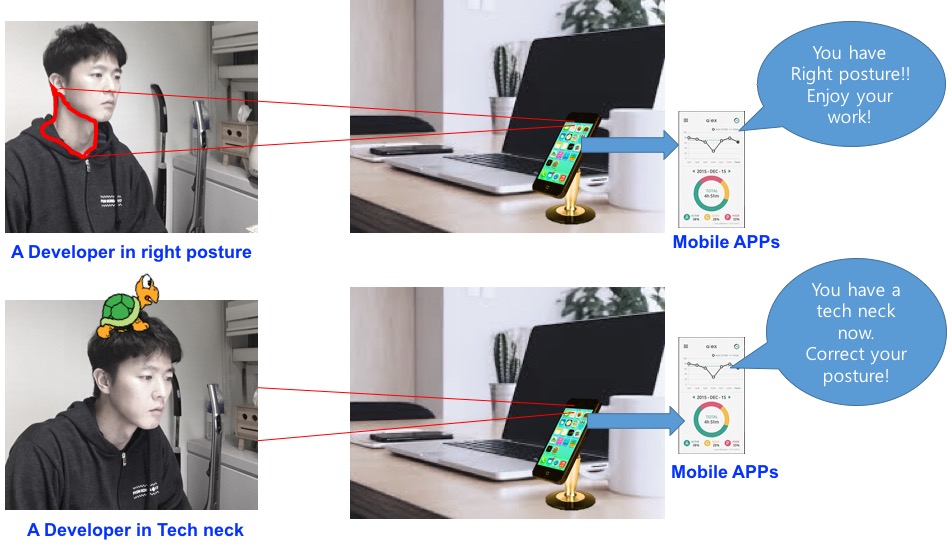 You have
Right posture!!
Enjoy your
work!
A Developer in right posture
< 2015 - DEC - 15 >
TOTAL
4h 51m
Mobile APPs
You have a
tech neck
now.
Correct your
posture!
< 2015 - DEC - 15 >
TOTAL
4h 51m
Mobile APPs
A Developer in Tech neck